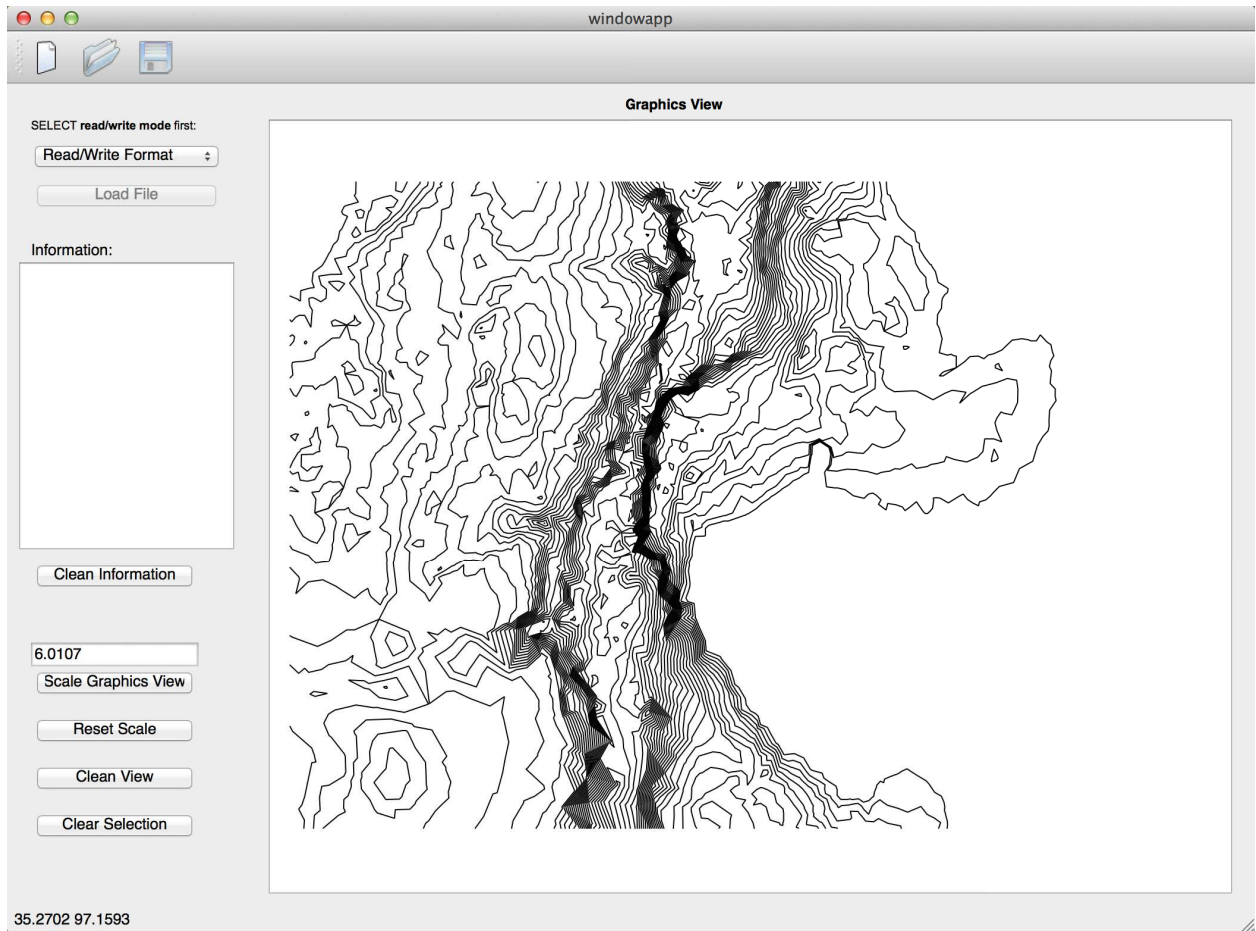 windowapp
Graphics View
SELECT read/write mode first:
Read/Write Format
Load File
Information:
Clean Information
6.0107
Scale Graphics View
Reset Scale
Clean View
Clear Selection
35.2702 97.1593